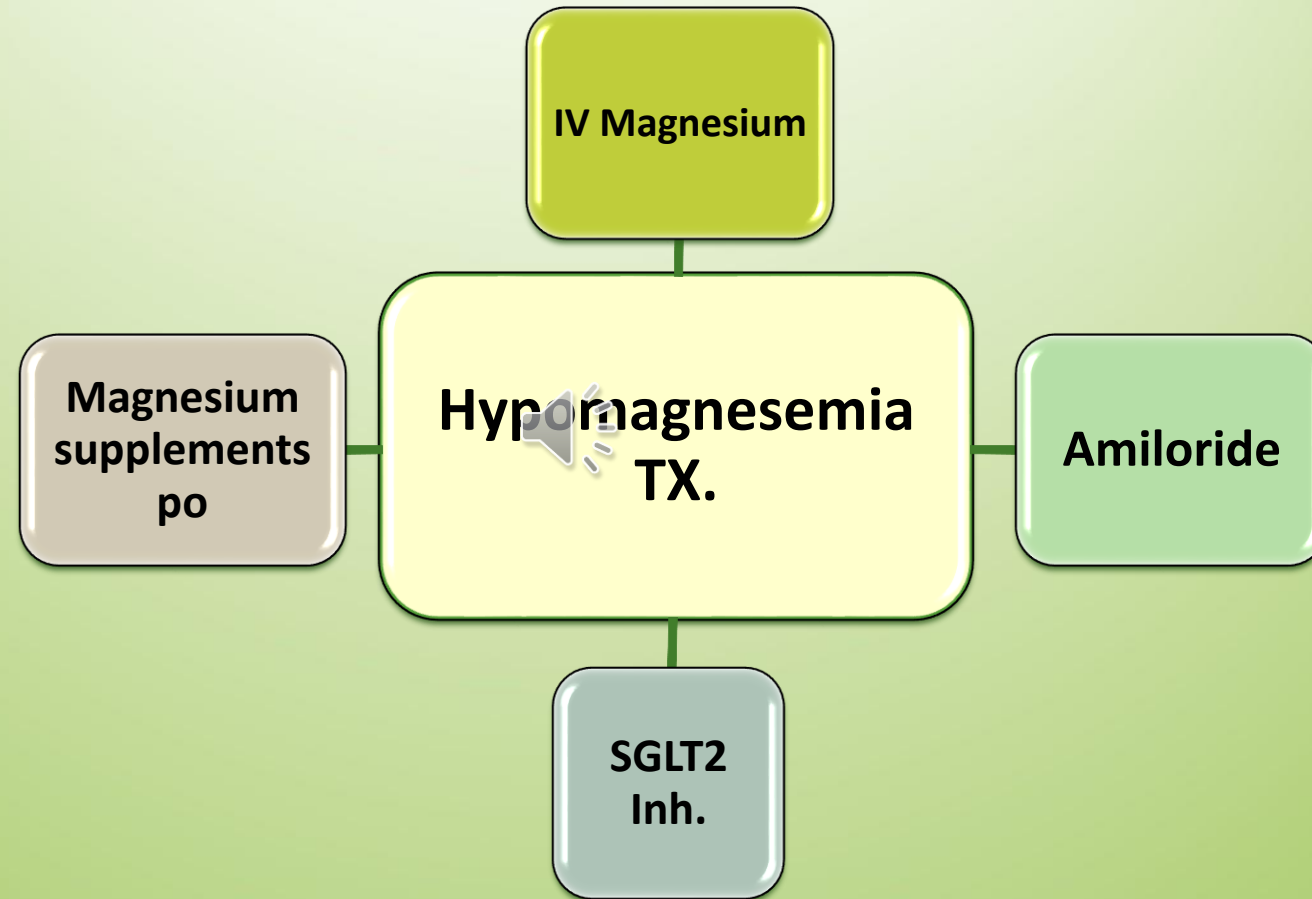 IV Magnesium
Magnesium
supplements
po
Hypomagnesemia
TX.
Amiloride
SGLT2
Inh.